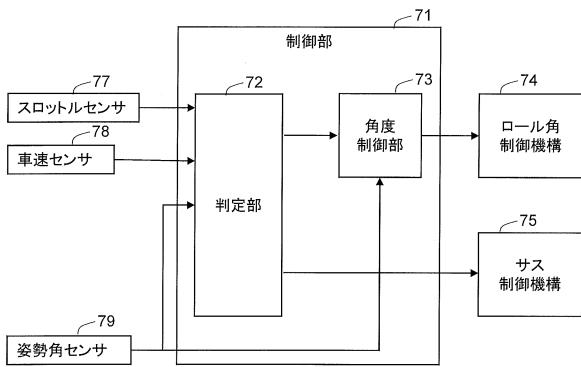 71
制御部
77
スロットルセンサ
78
車速センサ
72
判定部
73
角度
制御部
74
ロール角
制御機構
75
サス
制御機構
79
姿勢角センサ